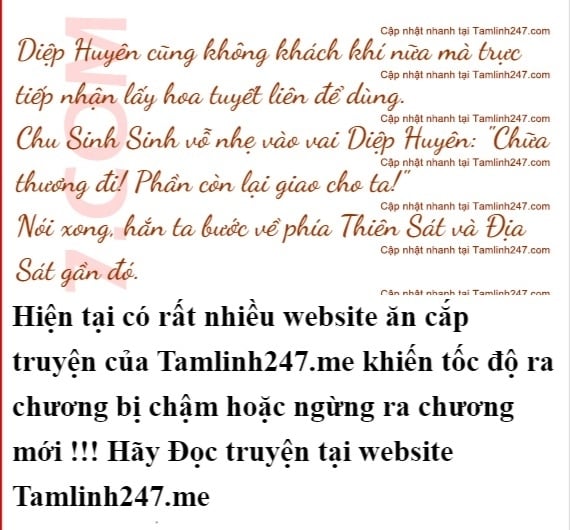 Cập nhật nhanh tại Tamlinh247.com
Diệp Huyên cũng không khách khí nữa mà trực
Cập nhật nhanh tại Tamlinh247.com
tiếp nhận lấy hoa tuyết liên để dùng.
Cập nhật nhanh tại Tamlinh247.com
Chu Sinh Sinh vỗ nhẹ vào vai Diệp Huyên: "Chữa
Cập nhật nhanh tại Tamlinh247.com
thương đi! Phần còn lại giao cho ta!"
Cập nhật nhanh tại Tamlinh247.com
Nói xong, hắn ta bước về phía Thiên Sát và Địa
Cập nhật nhanh tại Tamlinh247.com
Sát gần đó.
Cập nhật nhanh tại Tamlinh247.com
7.COM
Hiện tại có rất nhiều website ăn cắp
truyện của Tamlinh247.me khiến tốc độ ra
chương bị chậm hoặc ngừng ra chương
mới !!! Hãy Đọc truyện tại website
Tamlinh247.me